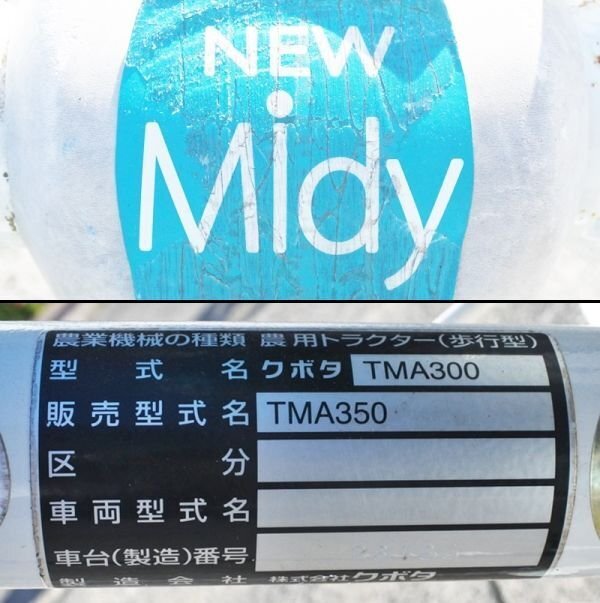 NEW
Midy
農業機械の種類 農用トラクター(歩行型)
型式名 クボタ TMA300
販売型式名 TMA350
区分
車両型式名
車台(製造)番号
製造会社 株式会社クボタ